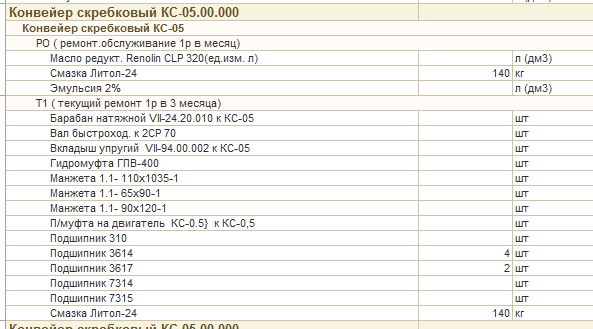 Конвейер скребковый КС-05.00.000
Конвейер скребковый КС-05
РО ( ремонт.обслуживание 1р в месяц)
Масло редукт. Renolin CLP 320(ед.изм. л) л (дм3)
Смазка Литол-24 140 кг
Эмульсия 2% л (дм3)
Т1 ( текущий ремонт 1р в 3 месяца)
Барабан натяжной VII-24.20.010 к КС-05 шт
Вал быстроход. к 2СР 70 шт
Вкладыш упругий VII-94.00.002 к КС-05 шт
Гидромуфта ГПВ-400 шт
Манжета 1.1- 110х1035-1 шт
Манжета 1.1- 65х90-1 шт
Манжета 1.1- 90х120-1 шт
П/муфта на двигатель КС-0.5} к КС-0,5 шт
Подшипник 310 шт
Подшипник 3614 4 шт
Подшипник 3617 2 шт
Подшипник 7314 шт
Подшипник 7315 шт
Смазка Литол-24 140 кг
Конвейер скребковый КС-05.00.000